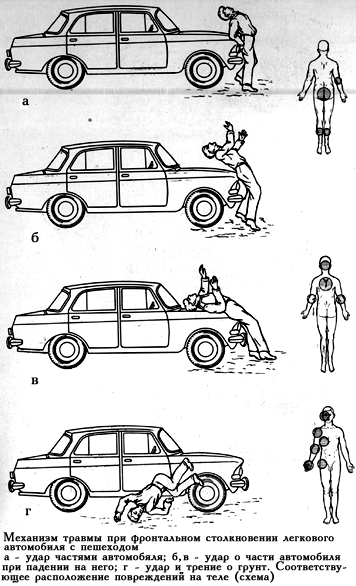 а
б
в
г
Механизм травмы при фронтальном столкновении легкового
автомобиля с пешеходом
а - удар частями автомобяля; б,в - удар о части автомобиля
при падении на него; г - удар и трение о грунт. Соответству-
ющее расположение повреждений на теле (схема)